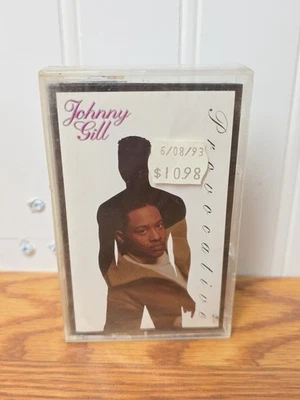 Johnny
Gill
6/08/93
$10.98
Provocative